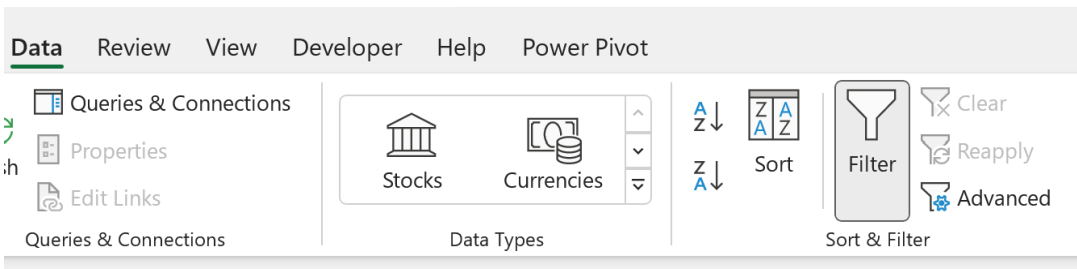 Data Review View Developer Help Power Pivot
Queries & Connections
Properties
Edit Links
Queries & Connections
Stocks
Currencies
Data Types
A
Z
Z
A
Z A
A Z
Sort
Filter
Clear
Reapply
Advanced
Sort & Filter